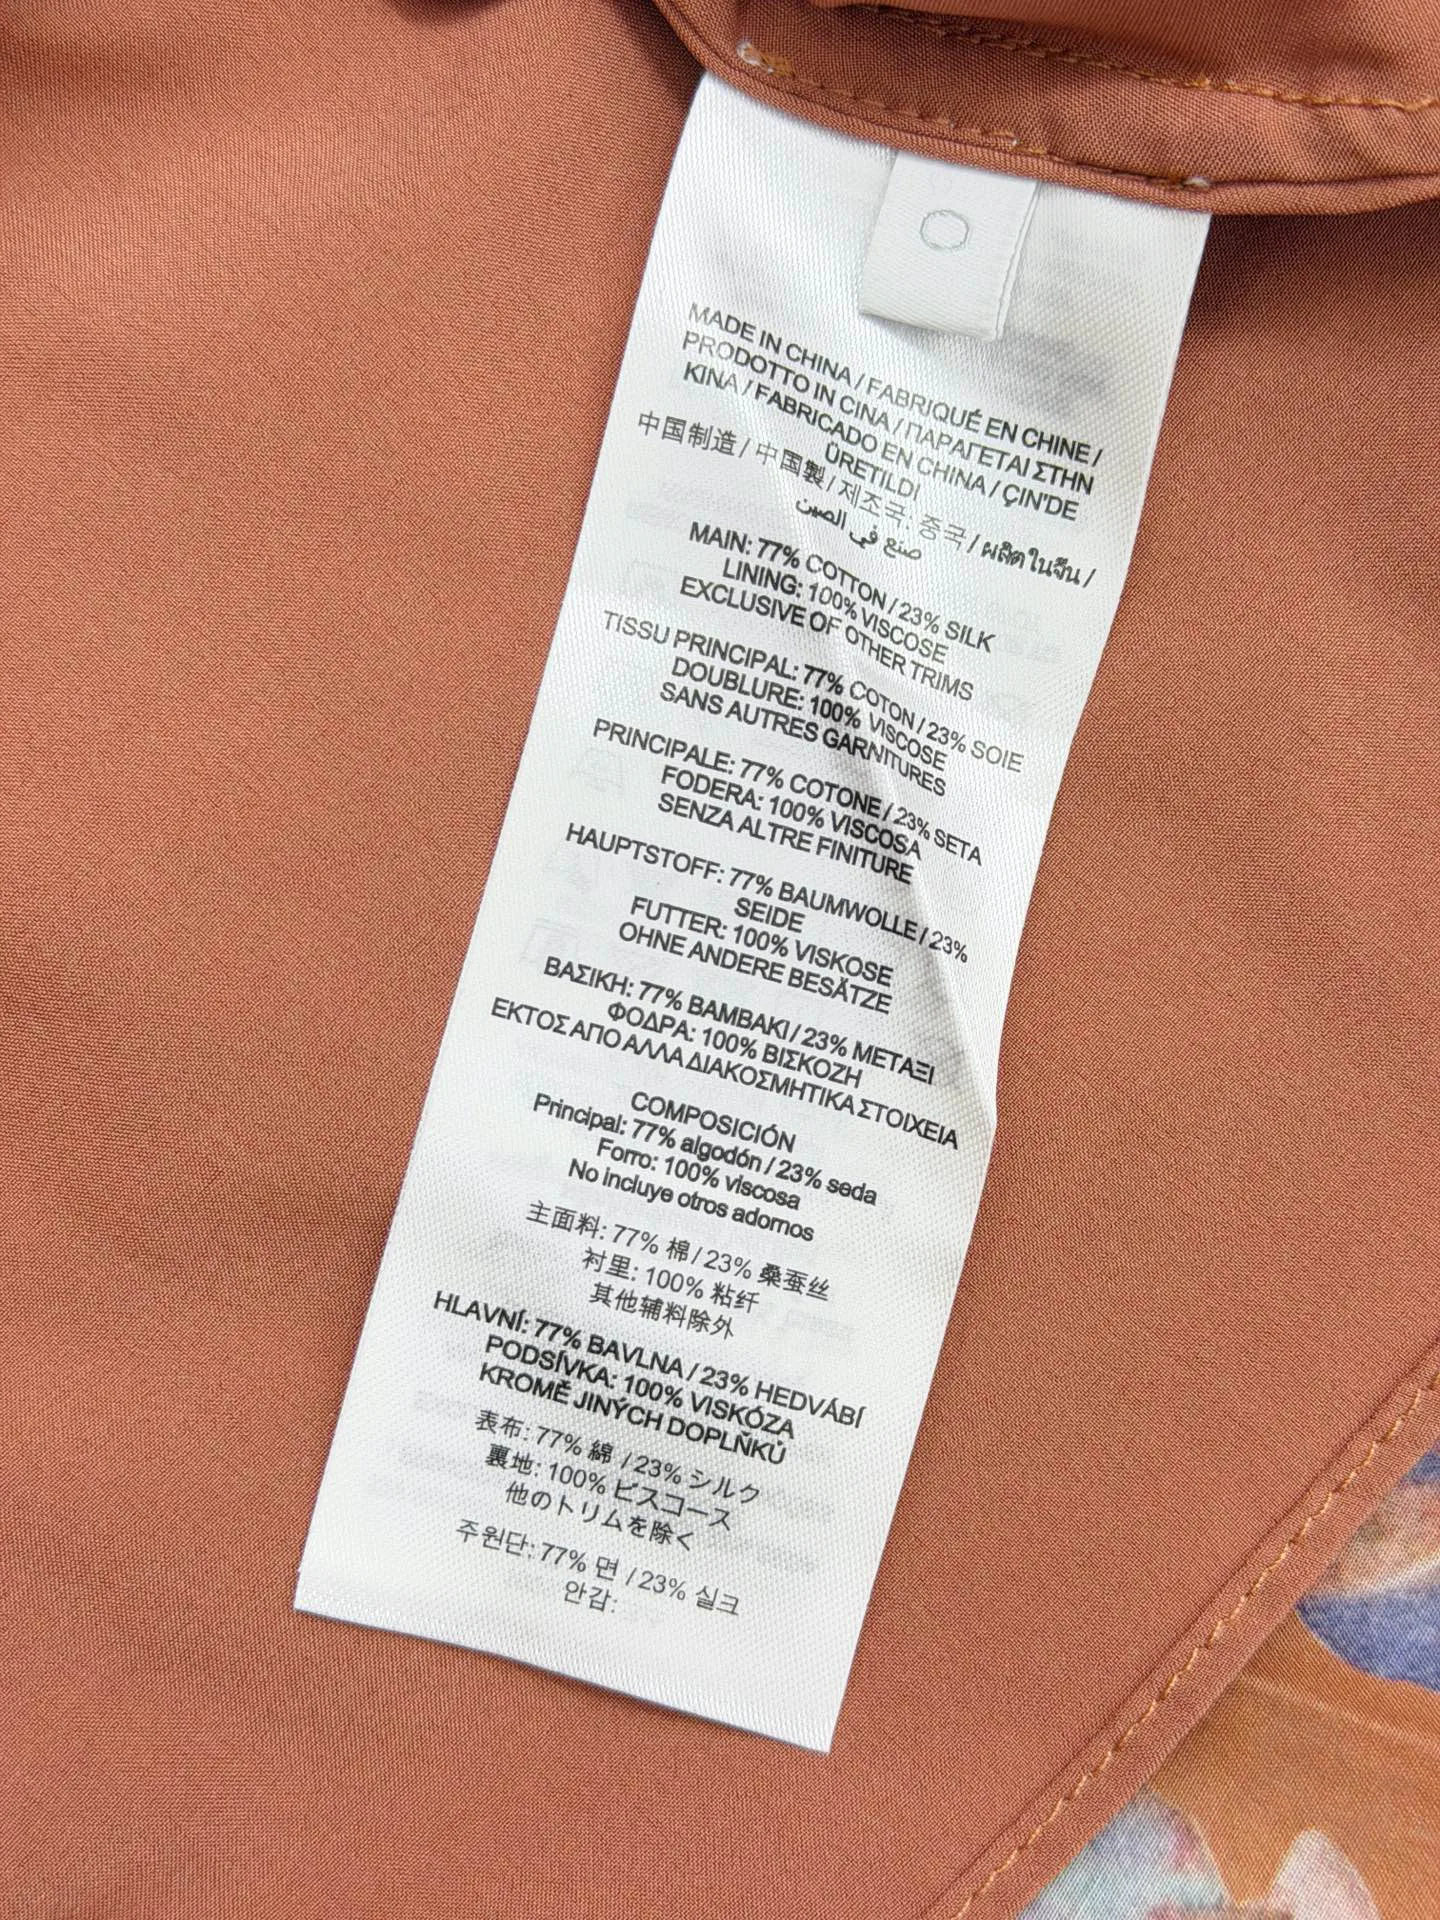 0
MADE IN CHINA / FABRIQUÉ EN CHINE /
PRODOTTO IN CINA / ΠΑΡΑΓΕΤΑΙ ΣΤΗΝ
KINA / FABRICADO EN CHINA / ÇIN'DE
ÜRETILDI
中国制造 / 中国製 / 제조국: 중국 / ผลิตในจีน /
صنع في الصين
MAIN: 77% COTTON / 23% SILK
LINING: 100% VISCOSE
EXCLUSIVE OF OTHER TRIMS
TISSU PRINCIPAL: 77% COTON / 23% SOIE
DOUBLURE: 100% VISCOSE
SANS AUTRES GARNITURES
PRINCIPALE: 77% COTONE / 23% SETA
FODERA: 100% VISCOSA
SENZA ALTRE FINITURE
HAUPTSTOFF: 77% BAUMWOLLE / 23%
SEIDE
FUTTER: 100% VISKOSE
OHNE ANDERE BESÄTZE
ΒΑΣΙΚΗ: 77% ΒΑΜΒΑΚΙ / 23% ΜΕΤΑΞΙ
ΦΟΔΡΑ: 100% ΒΙΣΚΟΖΗ
ΕΚΤΟΣ ΑΠΟ ΑΛΛΑ ΔΙΑΚΟΣΜΗΤΙΚΑ ΣΤΟΙΧΕΙΑ
COMPOSICIÓN
Principal: 77% algodón / 23% seda
Forro: 100% viscosa
No incluye otros adornos
主面料: 77% 棉 / 23% 桑蚕丝
衬里: 100% 粘纤
其他辅料除外
HLAVNÍ: 77% BAVLNA / 23% HEDVÁBÍ
PODSÍVKA: 100% VISKÓZA
KROMĚ JINÝCH DOPLŇKŮ
表布: 77% 綿 / 23% シルク
裏地: 100% ビスコース
他のトリムを除く
주원단: 77% 면 / 23% 실크
안감: